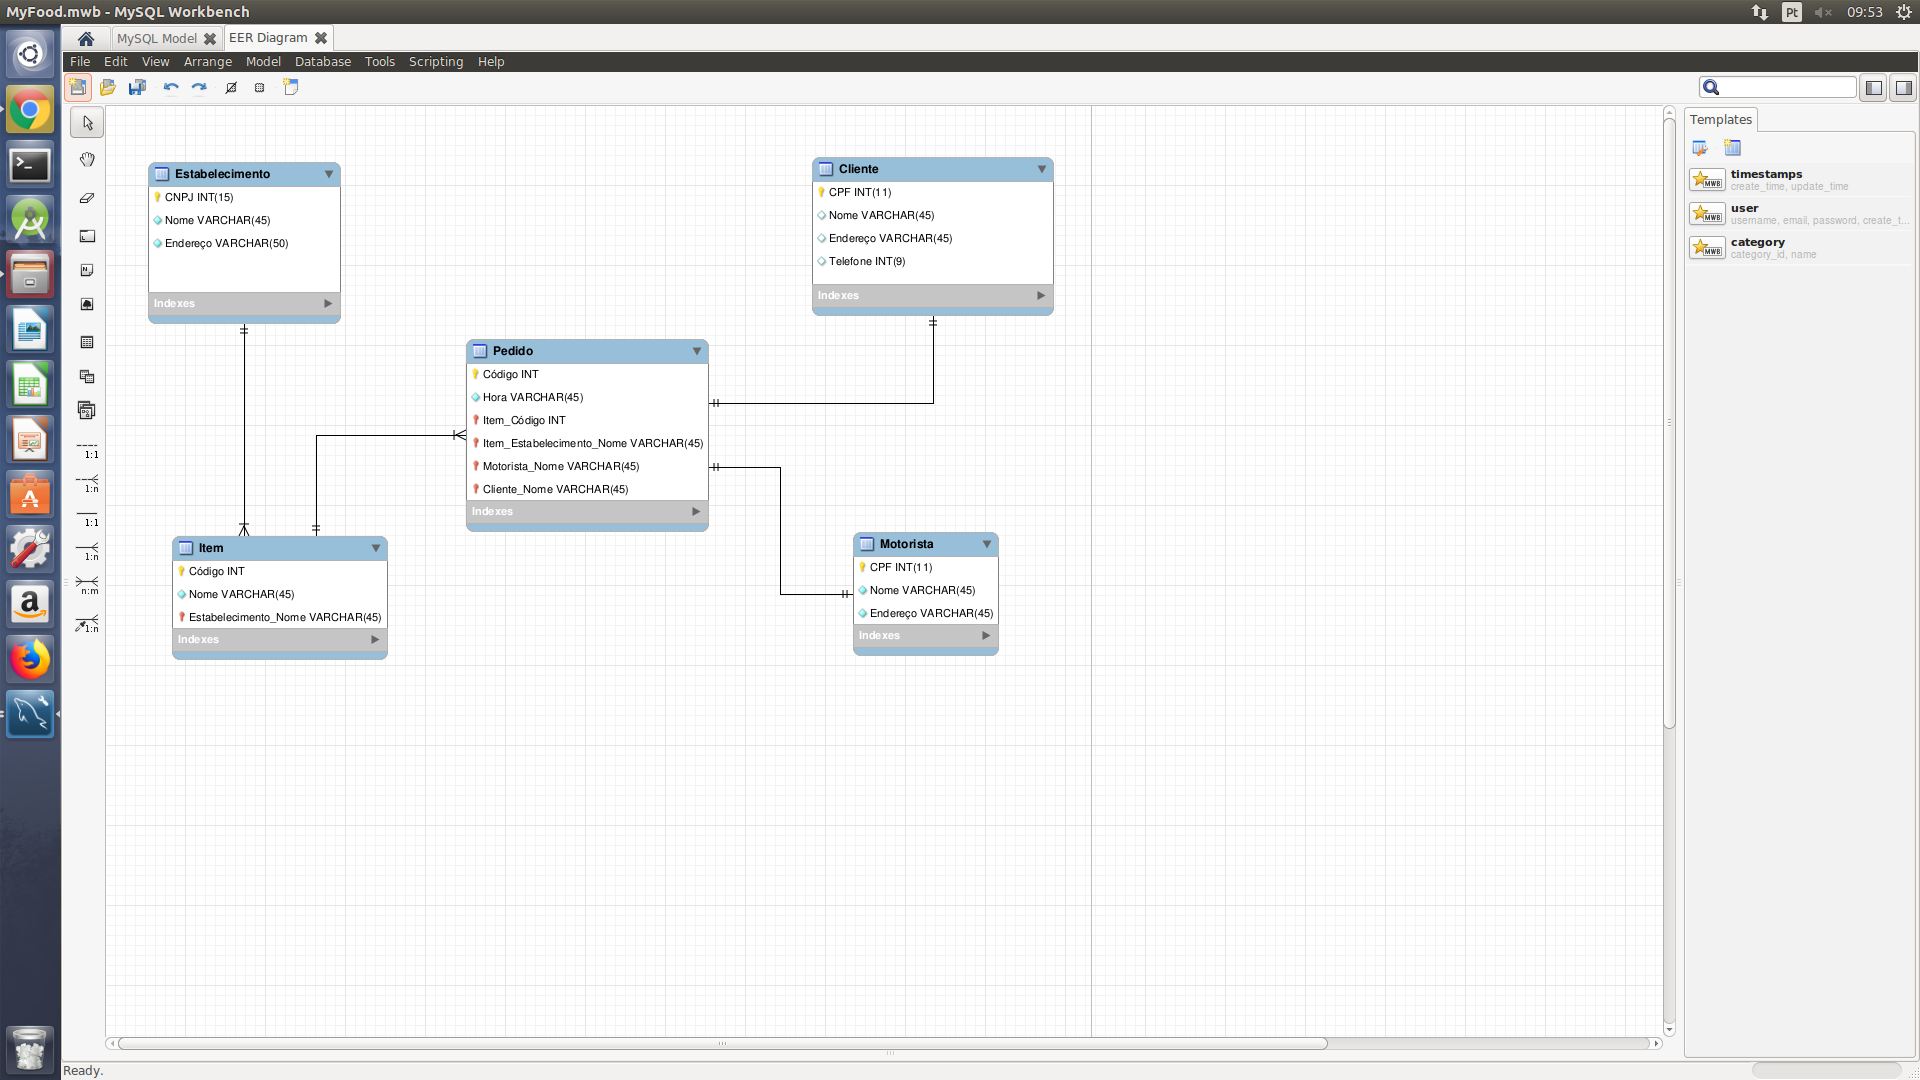 MyFood.mwb - MySQL Workbench
Pt
09:53
MySQL Model
EER Diagram
File Edit View Arrange Model Database Tools Scripting Help
Estabelecimento
CNPJ INT(15)
Nome VARCHAR(45)
Endereço VARCHAR(50)
Indexes
Cliente
CPF INT(11)
Nome VARCHAR(45)
Endereço VARCHAR(45)
Telefone INT(9)
Indexes
Pedido
Código INT
Hora VARCHAR(45)
Item_Código INT
Item_Estabelecimento_Nome VARCHAR(45)
Motorista_Nome VARCHAR(45)
Cliente_Nome VARCHAR(45)
Indexes
Item
Código INT
Nome VARCHAR(45)
Estabelecimento_Nome VARCHAR(45)
Indexes
Motorista
CPF INT(11)
Nome VARCHAR(45)
Endereço VARCHAR(45)
Indexes
1:1
1:n
1:1
1:n
n:m
1:n
Templates
MWB
timestamps
create_time, update_time
MWB
user
username, email, password, create_t...
MWB
category
category_id, name
Ready.